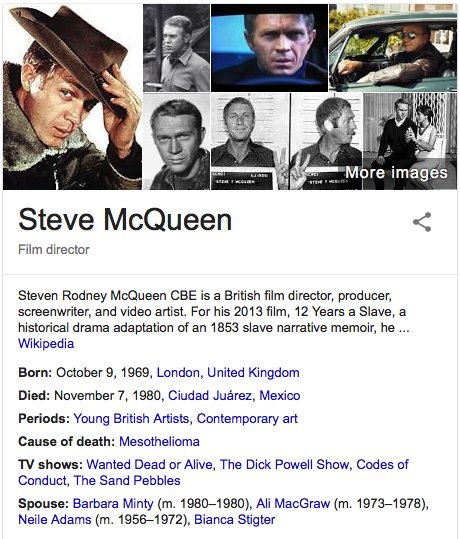 STEVE T MCQUEEN
STEVE T MCQUEEN
More images
Steve McQueen
Film director
Steven Rodney McQueen CBE is a British film director, producer,
screenwriter, and video artist. For his 2013 film, 12 Years a Slave, a
historical drama adaptation of an 1853 slave narrative memoir, he ...
Wikipedia
Born: October 9, 1969, London, United Kingdom
Died: November 7, 1980, Ciudad Juárez, Mexico
Periods: Young British Artists, Contemporary art
Cause of death: Mesothelioma
TV shows: Wanted Dead or Alive, The Dick Powell Show, Codes of
Conduct, The Sand Pebbles
Spouse: Barbara Minty (m. 1980–1980), Ali MacGraw (m. 1973–1978),
Neile Adams (m. 1956–1972), Bianca Stigter